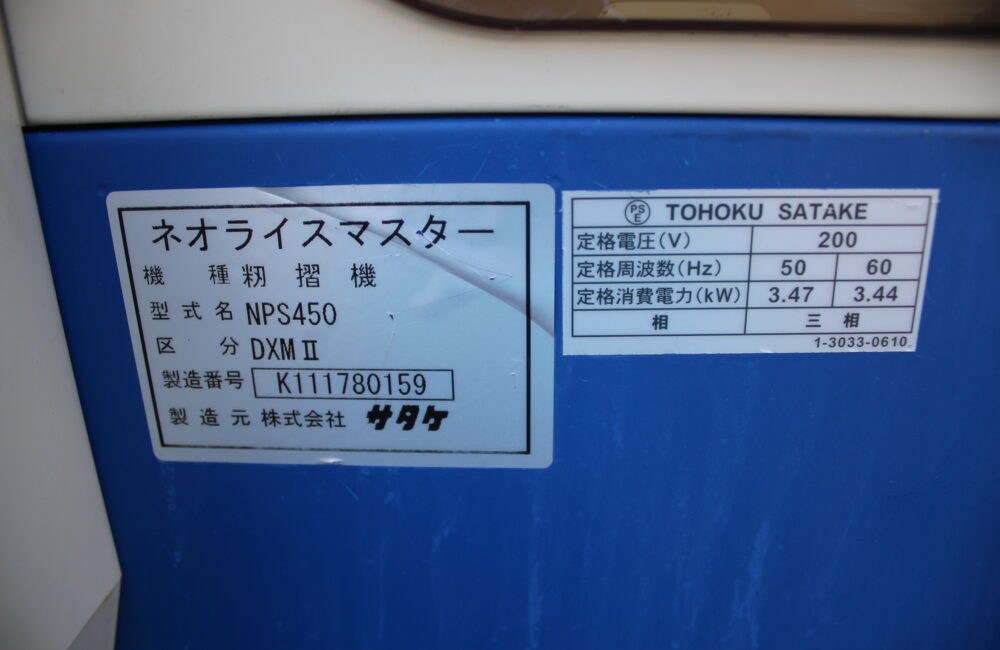 ネオライスマスター
機 種 籾 摺 機
型 式 名 NPS450
区 分 DXMⅡ
製造番号 K111780159
製 造 元 株式会社 サタケ
PSE TOHOKU SATAKE
定格電圧(V) 200
定格周波数(Hz) 50 60
定格消費電力(kW) 3.47 3.44
相 三 相
1-3033-0610